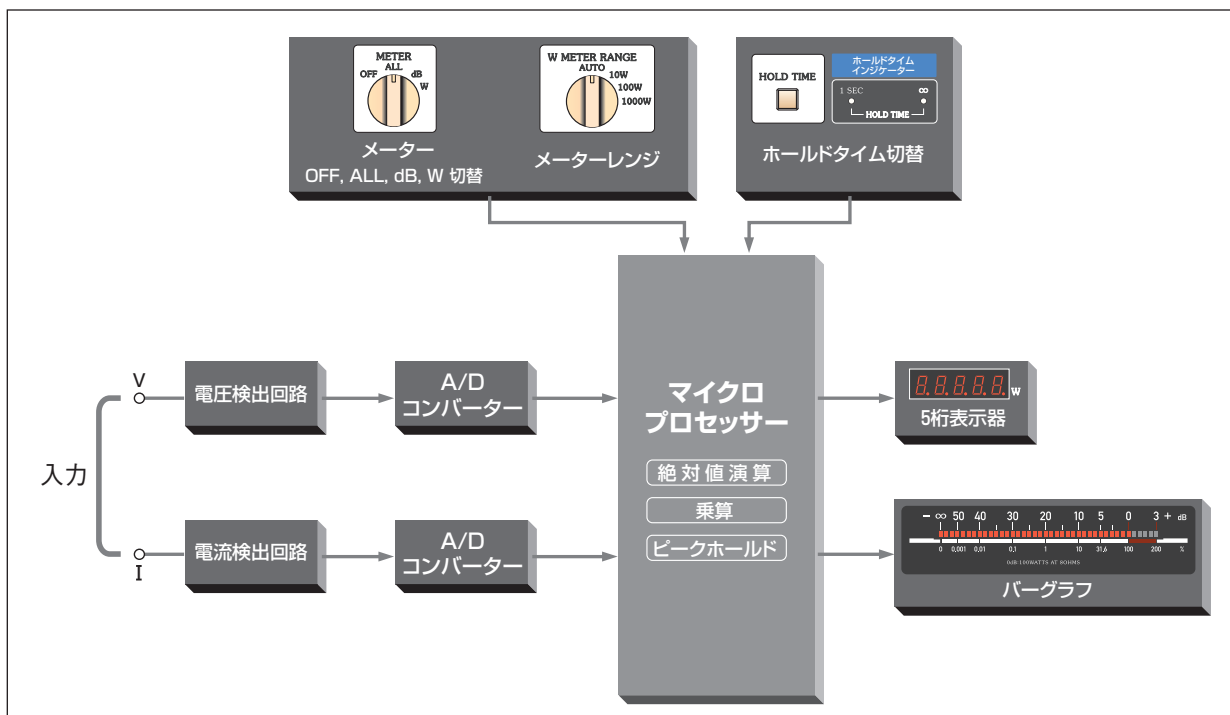 METER
ALL
OFF
dB
W
メーター
OFF, ALL, dB, W 切替
W METER RANGE
AUTO
10W
100W
1000W
メーターレンジ
HOLD TIME
ホールドタイム
インジケーター
1 SEC ∞
HOLD TIME
ホールドタイム切替
入力
V
電圧検出回路
A/D
コンバーター
I
電流検出回路
A/D
コンバーター
マイクロ
プロセッサー
絶対値演算
乗算
ピークホールド
8.8.8.8.8. W
5桁表示器
− ∞ 50 40 30 20 10 5 0 3 + dB
0 0,001 0,01 0,1 1 10 31,6 100 200 %
0dB 100WATTS AT 8OHMS
バーグラフ